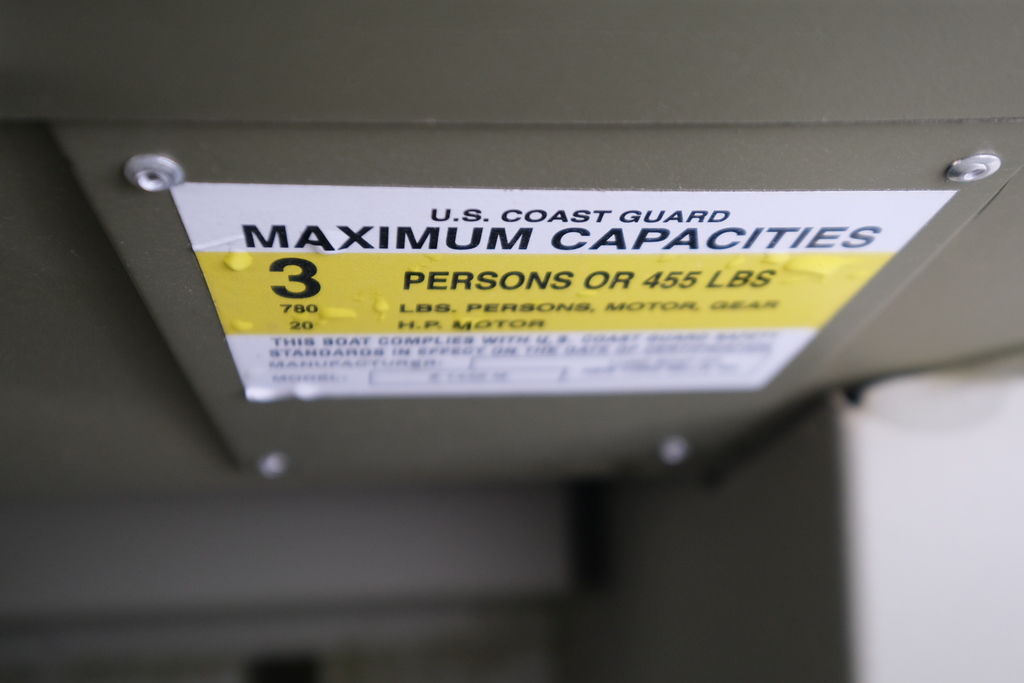 U.S. COAST GUARD
MAXIMUM CAPACITIES
3 PERSONS OR 455 LBS
780 LBS. PERSONS, MOTOR, GEAR
20 H.P. MOTOR
THIS BOAT COMPLIES WITH U.S. COAST GUARD SAFETY
STANDARDS IN EFFECT ON THE DATE OF CERTIFICATION
MANUFACTURER:
MODEL: